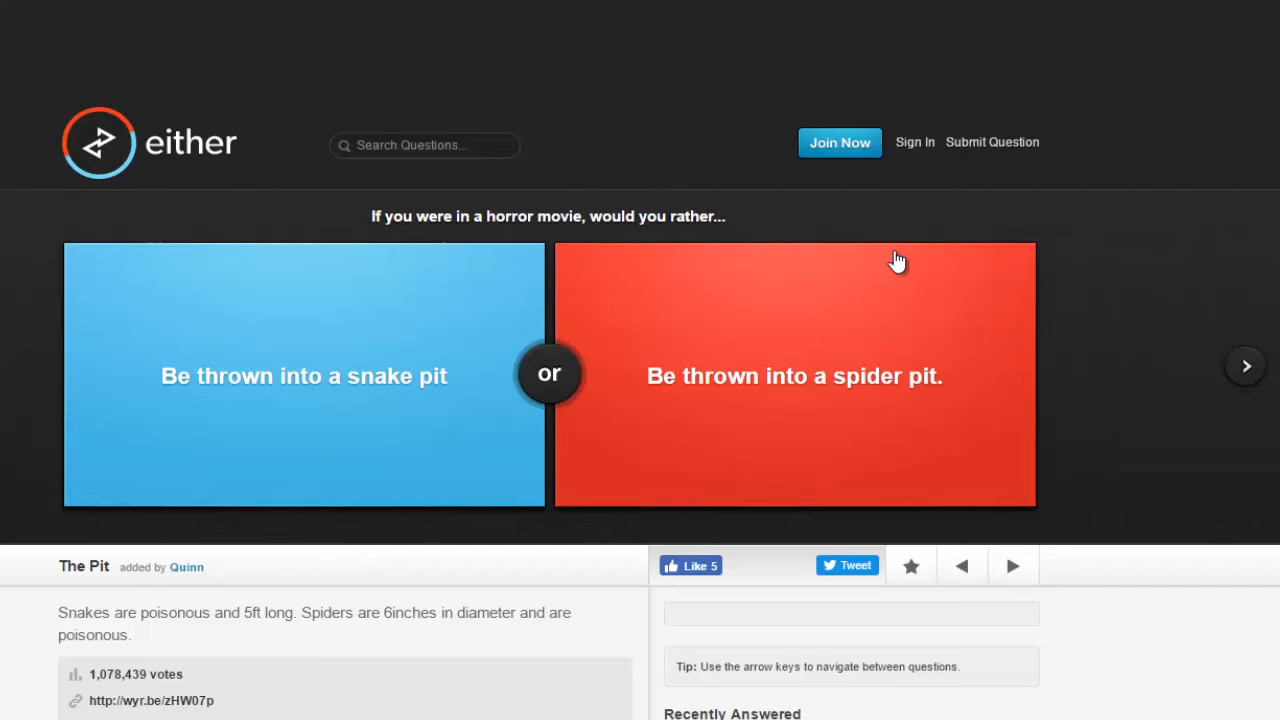 either
Search Questions...
Join Now
Sign In
Submit Question
If you were in a horror movie, would you rather...
Be thrown into a snake pit
or
Be thrown into a spider pit.
The Pit added by Quinn
Like 5
Tweet
Snakes are poisonous and 5ft long. Spiders are 6inches in diameter and are
poisonous.
1,078,439 votes
http://wyr.be/zHW07p
Tip: Use the arrow keys to navigate between questions.
Recently Answered